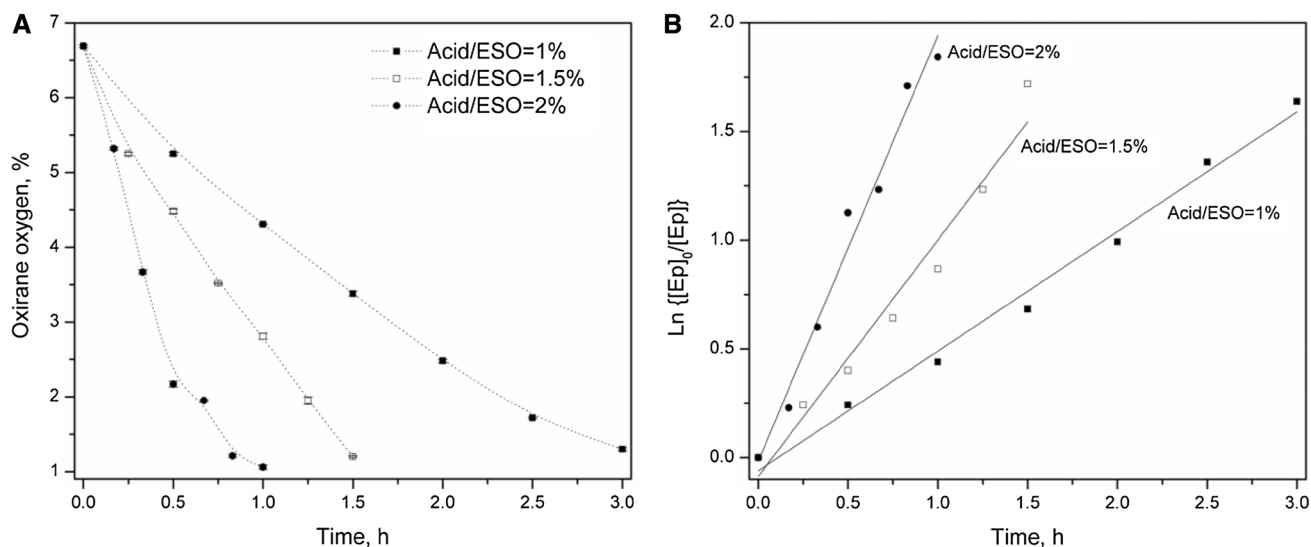 A
7
6
5
4
3
2
1
Oxirane oxygen, %
Acid/ESO=1%
Acid/ESO=1.5%
Acid/ESO=2%
0.0 0.5 1.0 1.5 2.0 2.5 3.0
Time, h
B
2.0
1.5
1.0
0.5
0.0
Ln {[Ep]0/[Ep]}
Acid/ESO=2%
Acid/ESO=1.5%
Acid/ESO=1%
0.0 0.5 1.0 1.5 2.0 2.5 3.0
Time, h